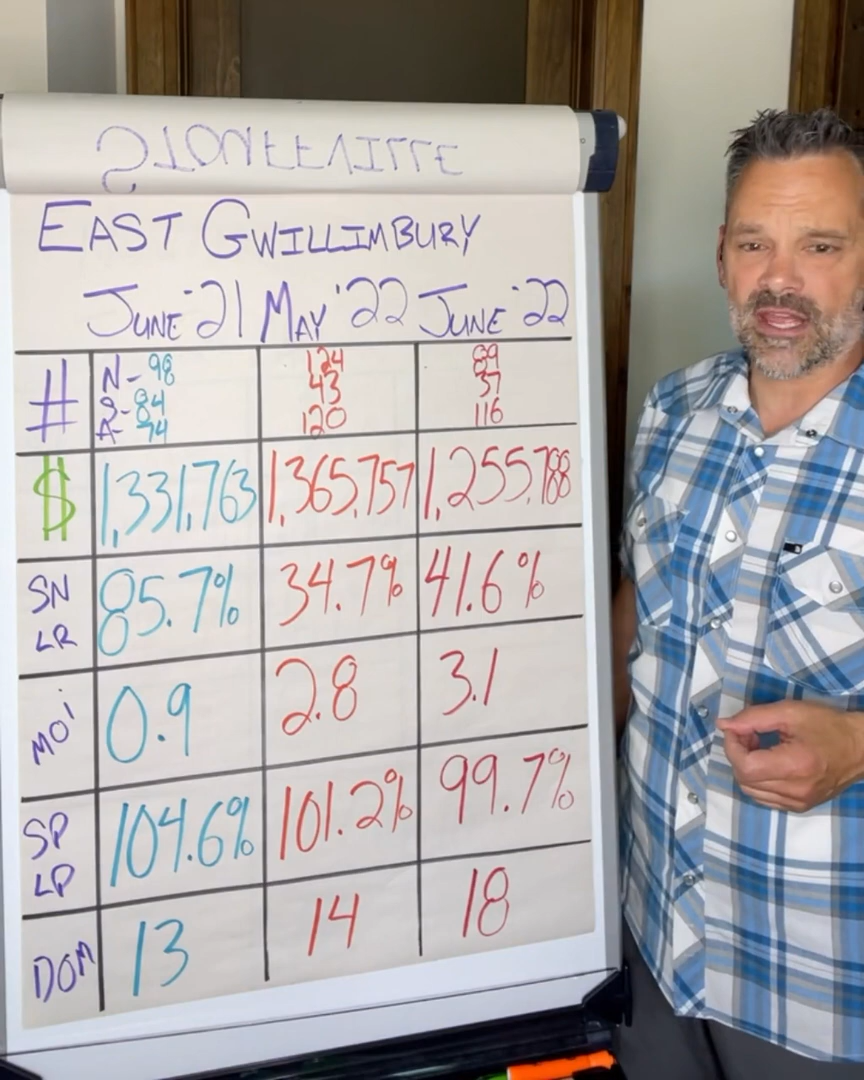 STOUFFVILLE
EAST GWILLIMBURY
JUNE '21 MAY '22 JUNE '22
# N-98 124 89
S-84 43 37
A-74 120 116
$ 1,331,763 1,365,757 1,255,788
SN LR 85.7% 34.7% 41.6%
MOi 0.9 2.8 3.1
SP LP 104.6% 101.2% 99.7%
DOM 13 14 18